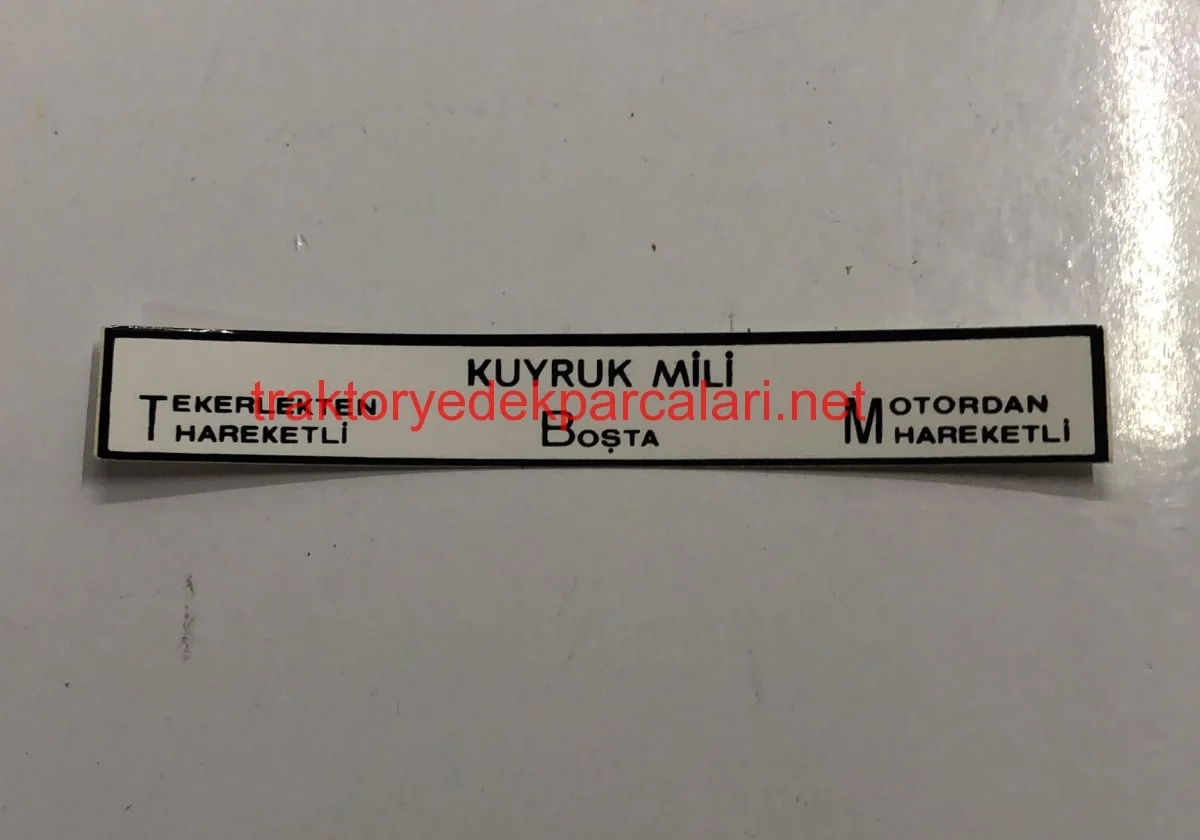 KUYRUK MİLİ
TEKERLEKTEN HAREKETLİ
BOŞTA
MOTORDAN HAREKETLİ
traktoryedekparcalari.net